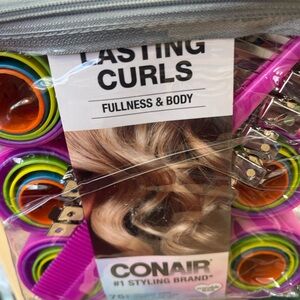 LASTING
CURLS
FULLNESS & BODY
CONAIR
#1 STYLING BRAND*